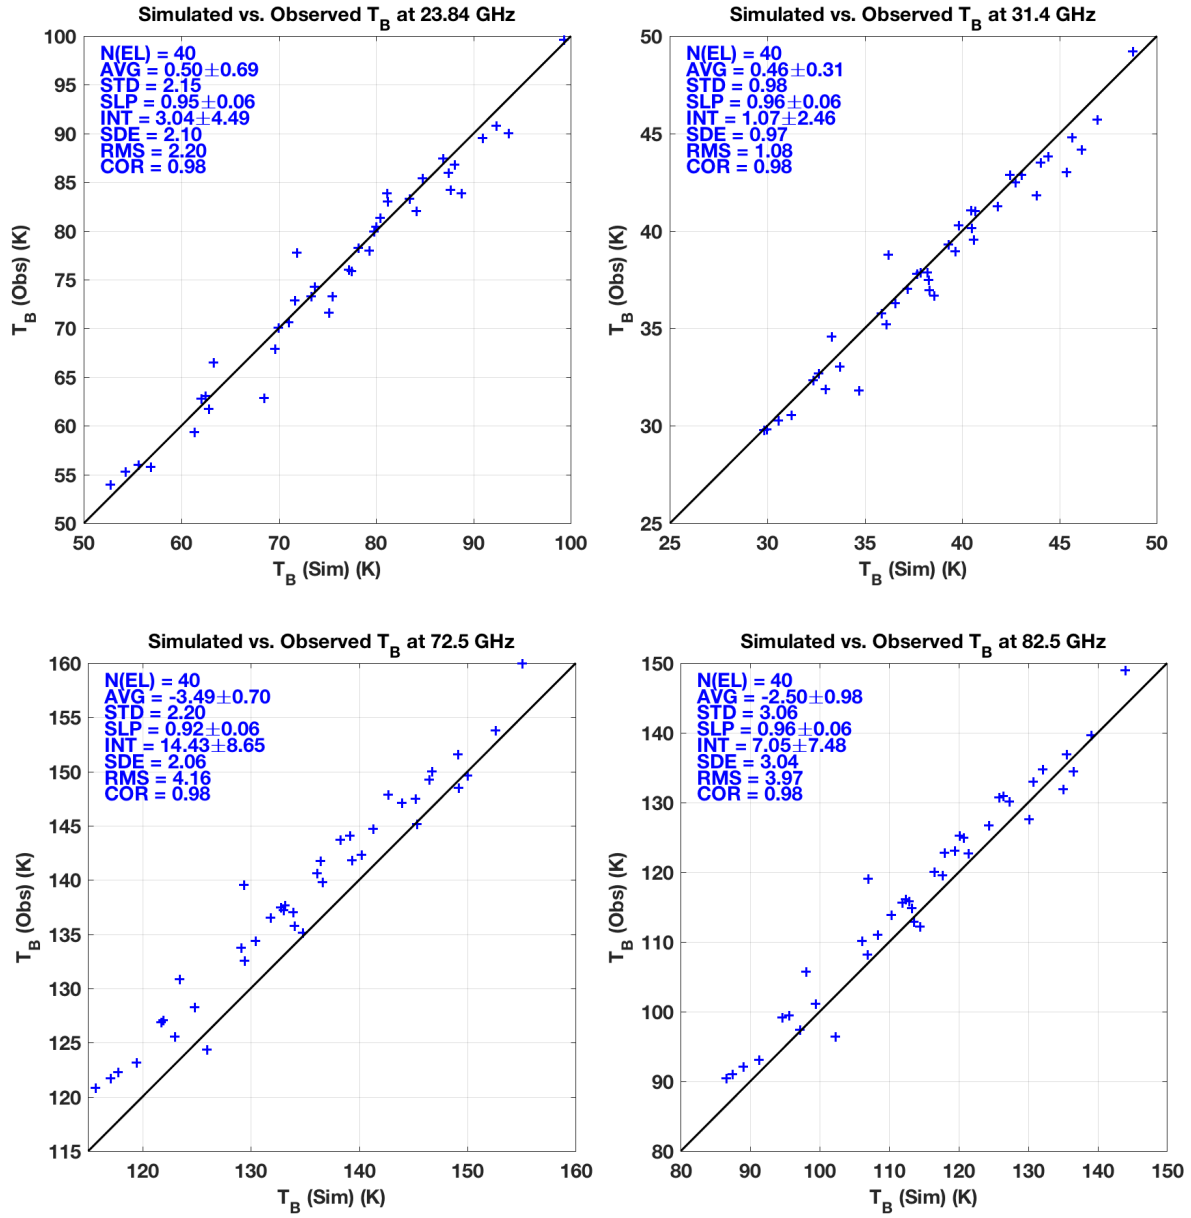 Simulated vs. Observed T_B at 23.84 GHz
N(EL) = 40
AVG = 0.50±0.69
STD = 2.15
SLP = 0.95±0.06
INT = 3.04±4.49
SDE = 2.10
RMS = 2.20
COR = 0.98
100
95
90
85
80
75
70
65
60
55
50
50 60 70 80 90 100
T_B (Obs) (K)
T_B (Sim) (K)
Simulated vs. Observed T_B at 31.4 GHz
N(EL) = 40
AVG = 0.46±0.31
STD = 0.98
SLP = 0.96±0.06
INT = 1.07±2.46
SDE = 0.97
RMS = 1.08
COR = 0.98
50
45
40
35
30
25
25 30 35 40 45 50
T_B (Obs) (K)
T_B (Sim) (K)
Simulated vs. Observed T_B at 72.5 GHz
N(EL) = 40
AVG = -3.49±0.70
STD = 2.20
SLP = 0.92±0.06
INT = 14.43±8.65
SDE = 2.06
RMS = 4.16
COR = 0.98
160
155
150
145
140
135
130
125
120
115
120 130 140 150 160
T_B (Obs) (K)
T_B (Sim) (K)
Simulated vs. Observed T_B at 82.5 GHz
N(EL) = 40
AVG = -2.50±0.98
STD = 3.06
SLP = 0.96±0.06
INT = 7.05±7.48
SDE = 3.04
RMS = 3.97
COR = 0.98
150
140
130
120
110
100
90
80
80 90 100 110 120 130 140 150
T_B (Obs) (K)
T_B (Sim) (K)